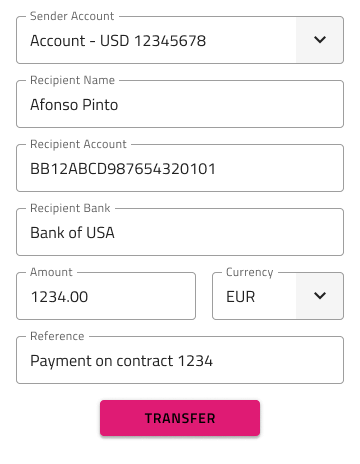 Sender Account
Account - USD 12345678
Recipient Name
Afonso Pinto
Recipient Account
BB12ABCD987654320101
Recipient Bank
Bank of USA
Amount
1234.00
Currency
EUR
Reference
Payment on contract 1234
TRANSFER